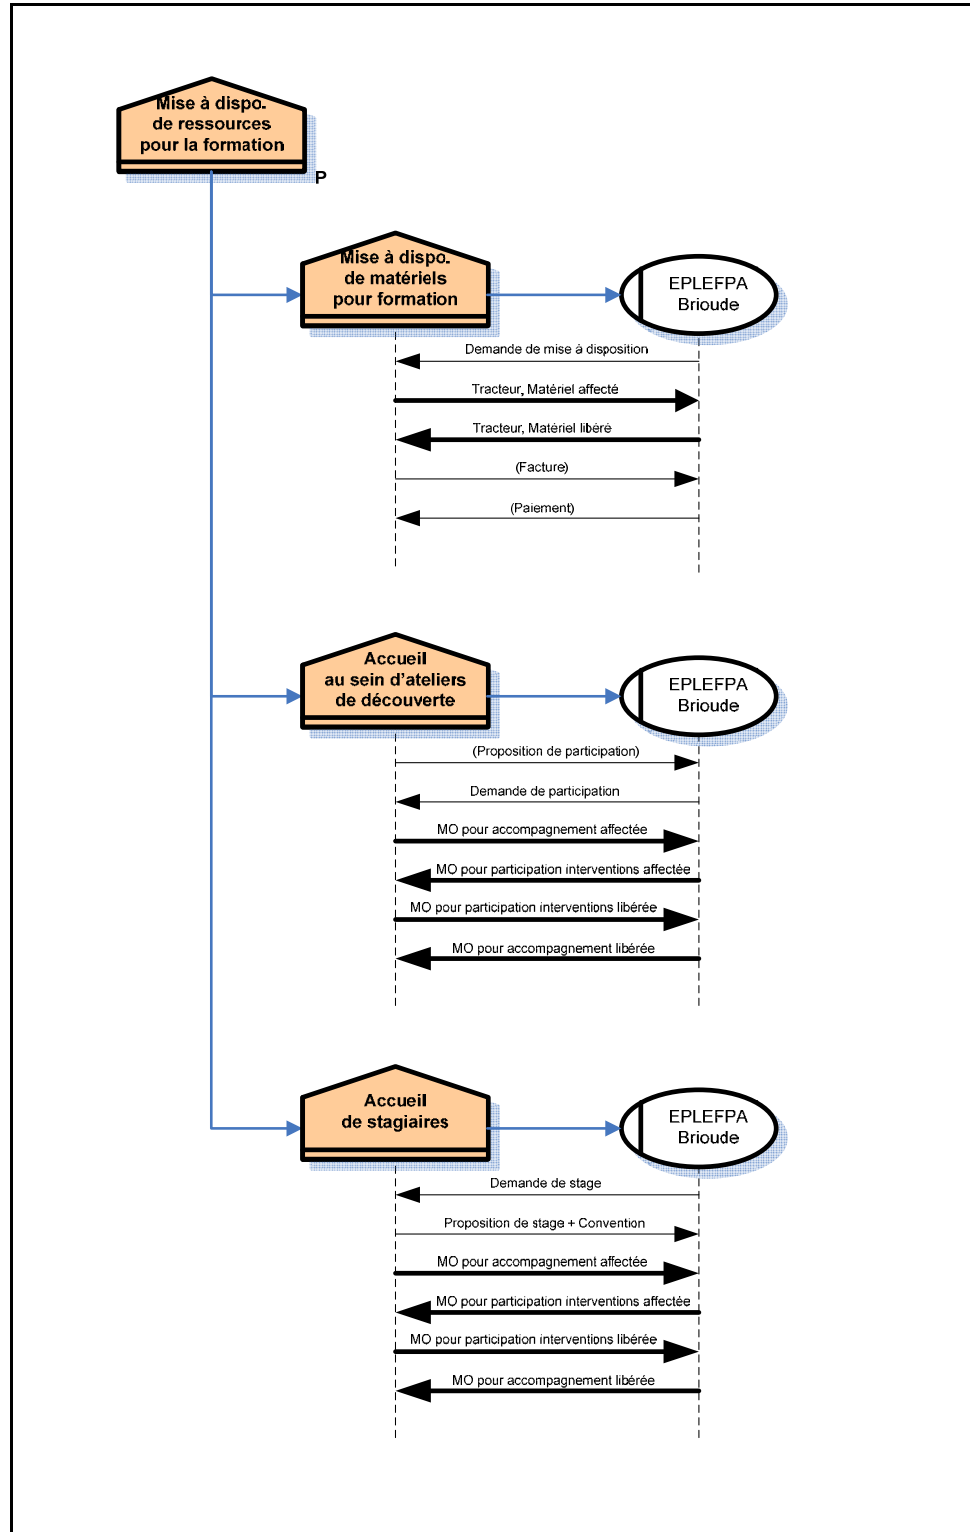 Mise à dispo.
de ressources
pour la formation
P
Mise à dispo.
de matériels
pour formation
EPLEFPA
Brioude
Demande de mise à disposition
Tracteur, Matériel affecté
Tracteur, Matériel libéré
(Facture)
(Paiement)
Accueil
au sein d'ateliers
de découverte
EPLEFPA
Brioude
(Proposition de participation)
Demande de participation
MO pour accompagnement affectée
MO pour participation interventions affectée
MO pour participation interventions libérée
MO pour accompagnement libérée
Accueil
de stagiaires
EPLEFPA
Brioude
Demande de stage
Proposition de stage + Convention
MO pour accompagnement affectée
MO pour participation interventions affectée
MO pour participation interventions libérée
MO pour accompagnement libérée